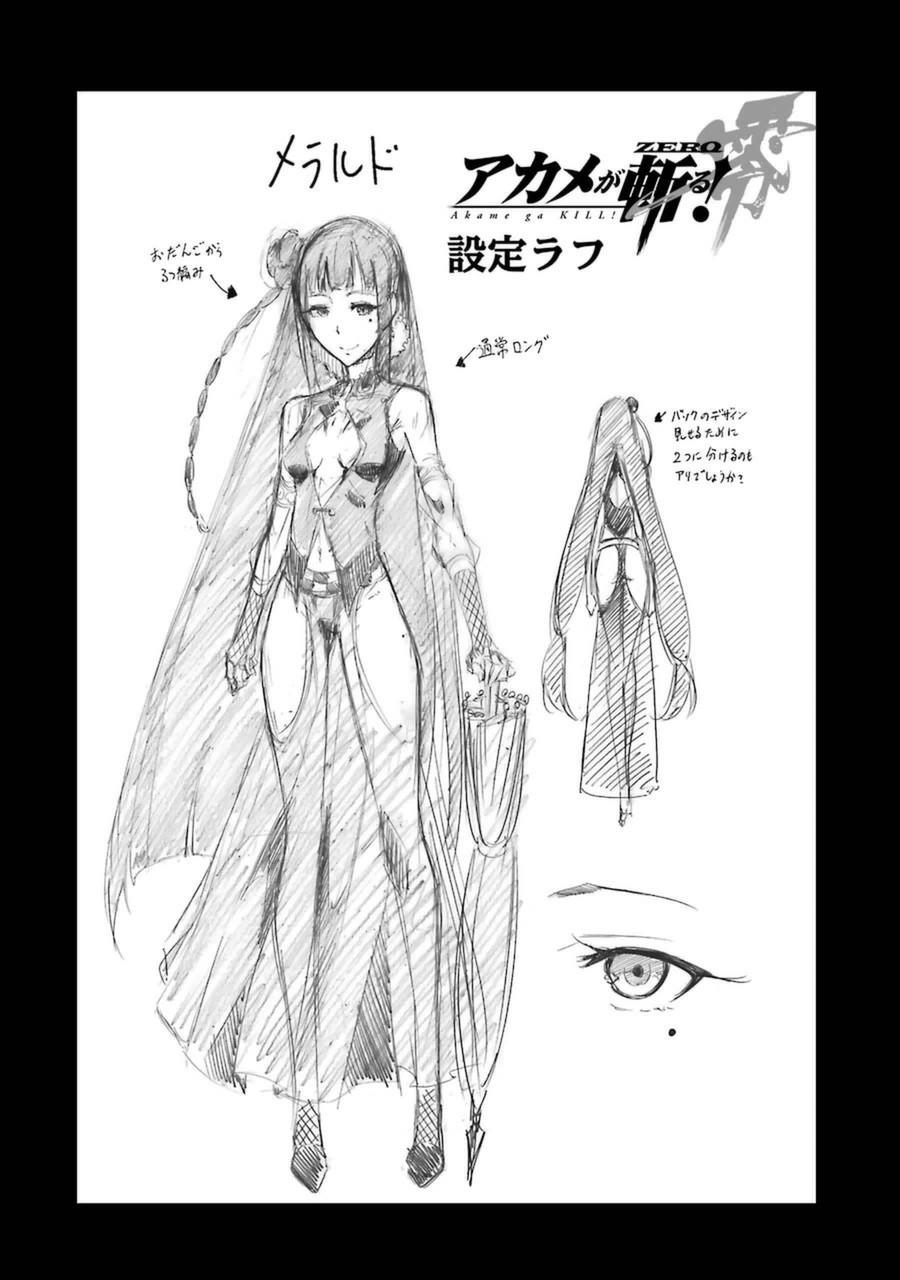 メラルド
ZERO
アカメが斬る!零
Akame ga KILL!
設定ラフ
おだんごから
3つ編み
通常ロング
バックのデザイン
見せるために
2つに分けるのも
アリでしょうか?